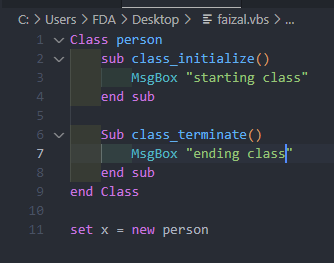 C: > Users > FDA > Desktop > faizal.vbs > ...
1 Class person
2     sub class_initialize()
3         MsgBox "starting class"
4     end sub
5
6     Sub class_terminate()
7         MsgBox "ending class"
8     end sub
9 end Class
10
11 set x = new person